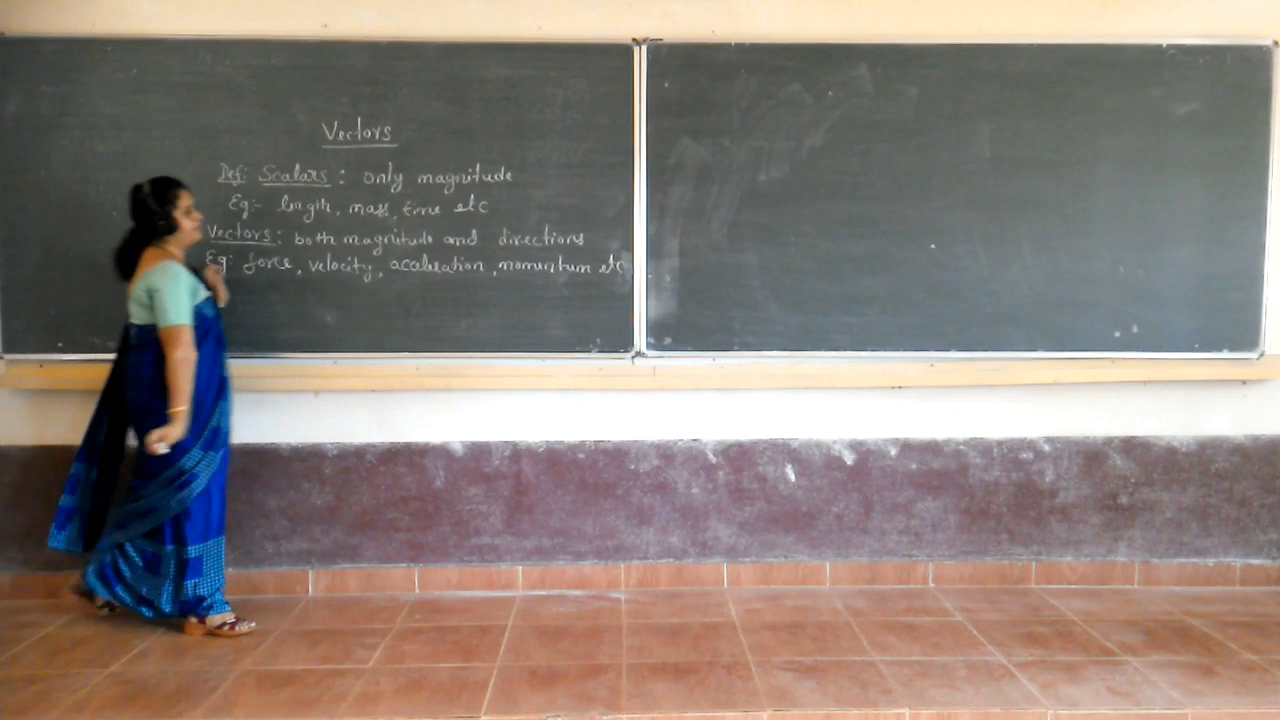 Vectors
Def: Scalars : only magnitude
Eg:- length, mass, time etc
Vectors : both magnitude and directions
Eg: force, velocity, acceleration, momentum etc